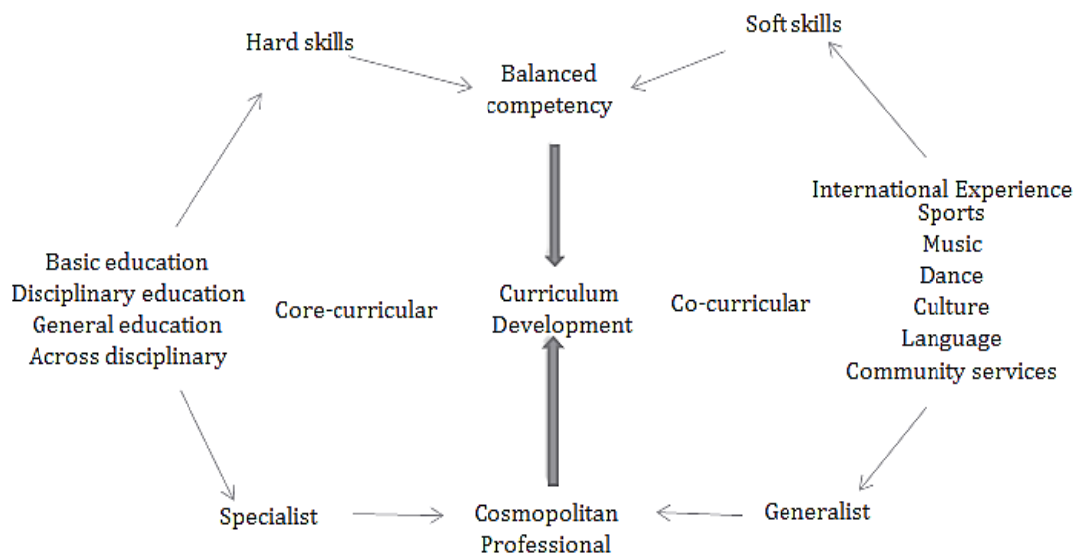 Soft skills
Hard skills
Balanced
competency
International Experience
Sports
Music
Dance
Culture
Language
Community services
Basic education
Disciplinary education
General education
Across disciplinary
Core-curricular
Curriculum
Development
Co-curricular
Specialist
Cosmopolitan
Professional
Generalist